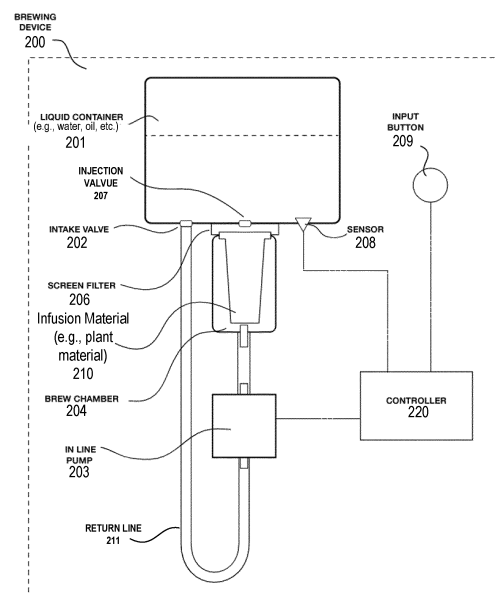 BREWING
DEVICE
200
LIQUID CONTAINER
(e.g., water, oil, etc.)
201
INPUT
BUTTON
209
INJECTION
VALVUE
207
INTAKE VALVE
202
SENSOR
208
SCREEN FILTER
206
Infusion Material
(e.g., plant
material)
210
BREW CHAMBER
204
CONTROLLER
220
IN LINE
PUMP
203
RETURN LINE
211